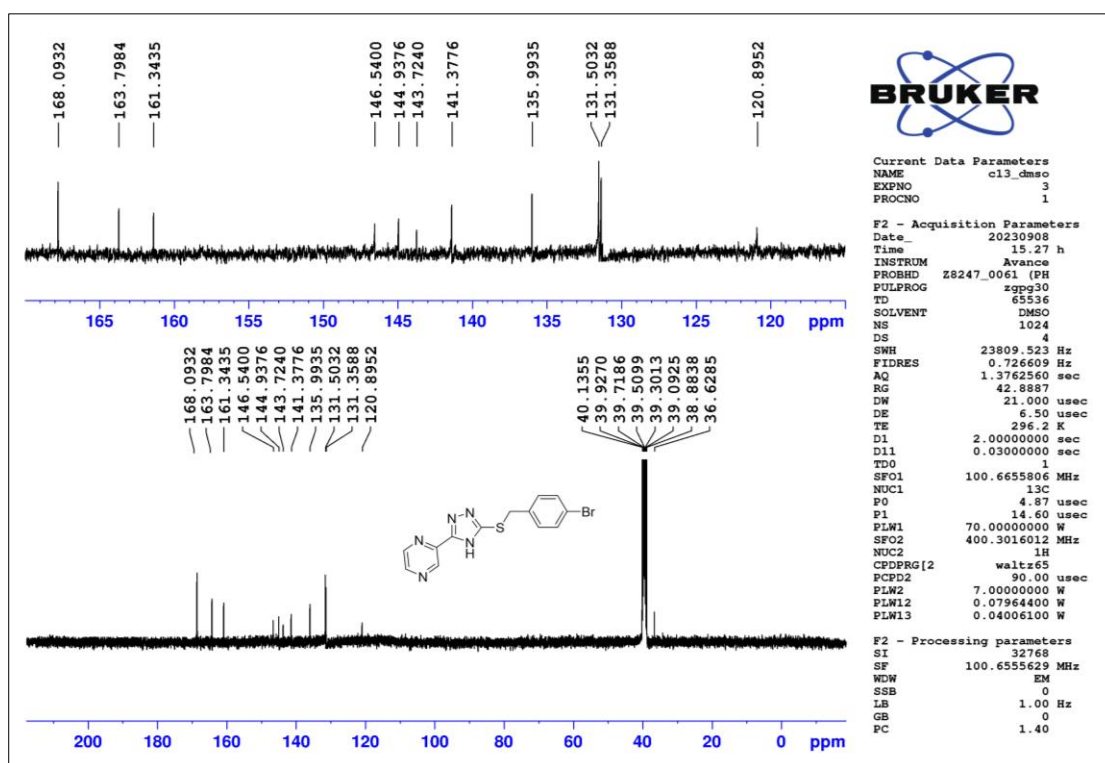 168.0932
163.7984
161.3435
146.5400
144.9376
143.7240
141.3776
135.9935
131.5032
131.3588
120.8952
165 160 155 150 145 140 135 130 125 120 ppm
168.0932
163.7984
161.3435
146.5400
144.9376
143.7240
141.3776
135.9935
131.5032
131.3588
120.8952
40.1355
39.9270
39.7186
39.5099
39.3013
39.0925
38.8838
36.6285
N N
N
H
S
Br
N
N
200 180 160 140 120 100 80 60 40 20 0 ppm
BRUKER
Current Data Parameters
NAME c13_dmso
EXPNO 3
PROCNO 1
F2 - Acquisition Parameters
Date_ 20230908
Time 15.27 h
INSTRUM Avance
PROBHD Z8247_0061 (PH
PULPROG zgpg30
TD 65536
SOLVENT DMSO
NS 1024
DS 4
SWH 23809.523 Hz
FIDRES 0.726609 Hz
AQ 1.3762560 sec
RG 42.8887
DW 21.000 usec
DE 6.50 usec
TE 296.2 K
D1 2.00000000 sec
D11 0.03000000 sec
TD0 1
SFO1 100.6655806 MHz
NUC1 13C
P0 4.87 usec
P1 14.60 usec
PLW1 70.00000000 W
SFO2 400.3016012 MHz
NUC2 1H
CPDPRG[2 waltz65
PCPD2 90.00 usec
PLW2 7.00000000 W
PLW12 0.07964400 W
PLW13 0.04006100 W
F2 - Processing parameters
SI 32768
SF 100.6555629 MHz
WDW EM
SSB 0
LB 1.00 Hz
GB 0
PC 1.40